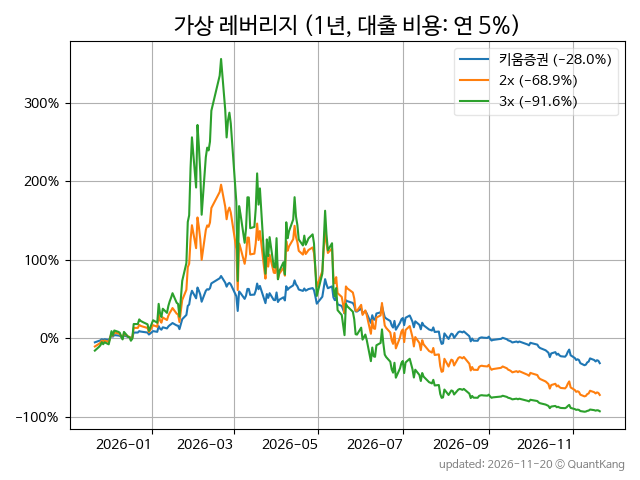 가상 레버리지 (1년, 대출 비용: 연 5%)
키움증권 (−28.0%)
2x (−68.9%)
3x (−91.6%)
300%
200%
100%
0%
−100%
2026−01 2026−03 2026−05 2026−07 2026−09 2026−11
updated: 2026−11−20 © QuantKang